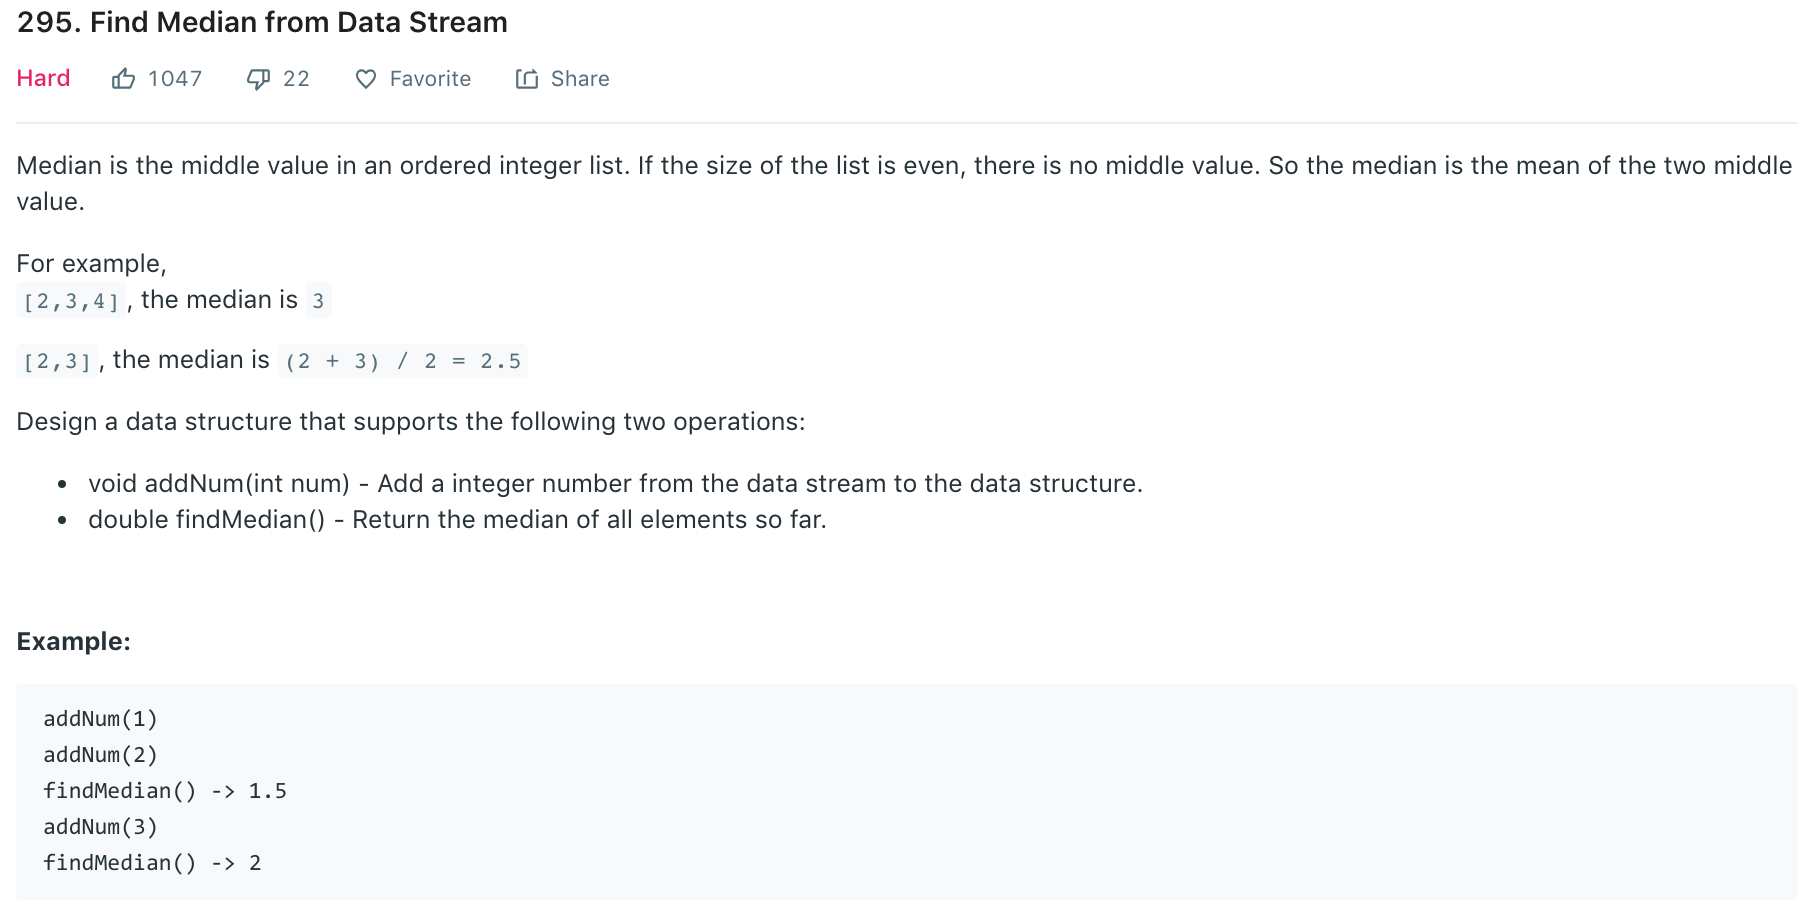 295. Find Median from Data Stream
Hard 1047 22 Favorite Share
Median is the middle value in an ordered integer list. If the size of the list is even, there is no middle value. So the median is the mean of the two middle
value.
For example,
[2,3,4] , the median is 3
[2,3] , the median is (2 + 3) / 2 = 2.5
Design a data structure that supports the following two operations:
• void addNum(int num) - Add a integer number from the data stream to the data structure.
• double findMedian() - Return the median of all elements so far.
Example:
addNum(1)
addNum(2)
findMedian() -> 1.5
addNum(3)
findMedian() -> 2